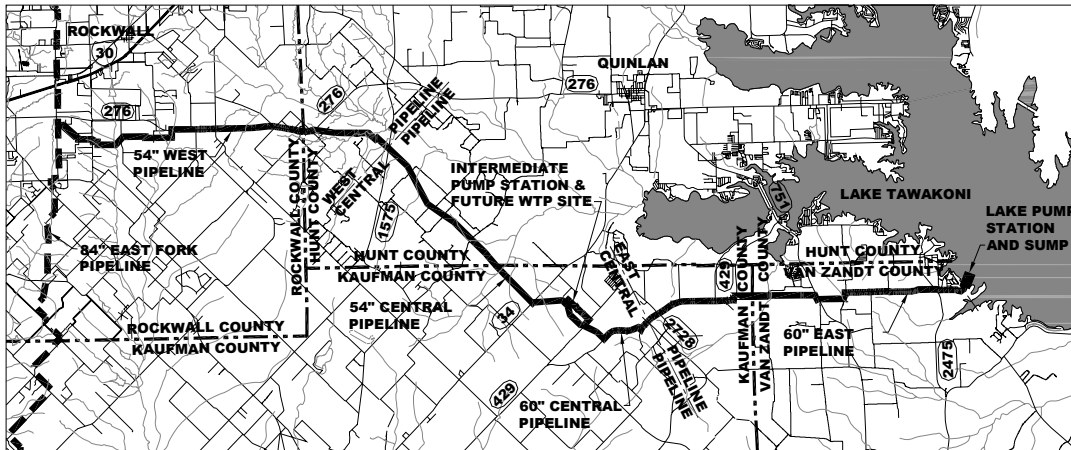 ROCKWALL
30
276
54" WEST
PIPELINE
84" EAST FORK
PIPELINE
ROCKWALL COUNTY
KAUFMAN COUNTY
ROCKWALL COUNTY
HUNT COUNTY
276
WEST PIPELINE
CENTRAL PIPELINE
1575
HUNT COUNTY
KAUFMAN COUNTY
54" CENTRAL
PIPELINE
34
429
INTERMEDIATE
PUMP STATION &
FUTURE WTP SITE
QUINLAN
276
EAST
CENTRAL
PIPELINE
PIPELINE
2728
60" CENTRAL
PIPELINE
429
KAUFMAN COUNTY
VAN ZANDT COUNTY
751
LAKE TAWAKONI
HUNT COUNTY
VAN ZANDT COUNTY
LAKE PUMP
STATION
AND SUMP
60" EAST
PIPELINE
2475